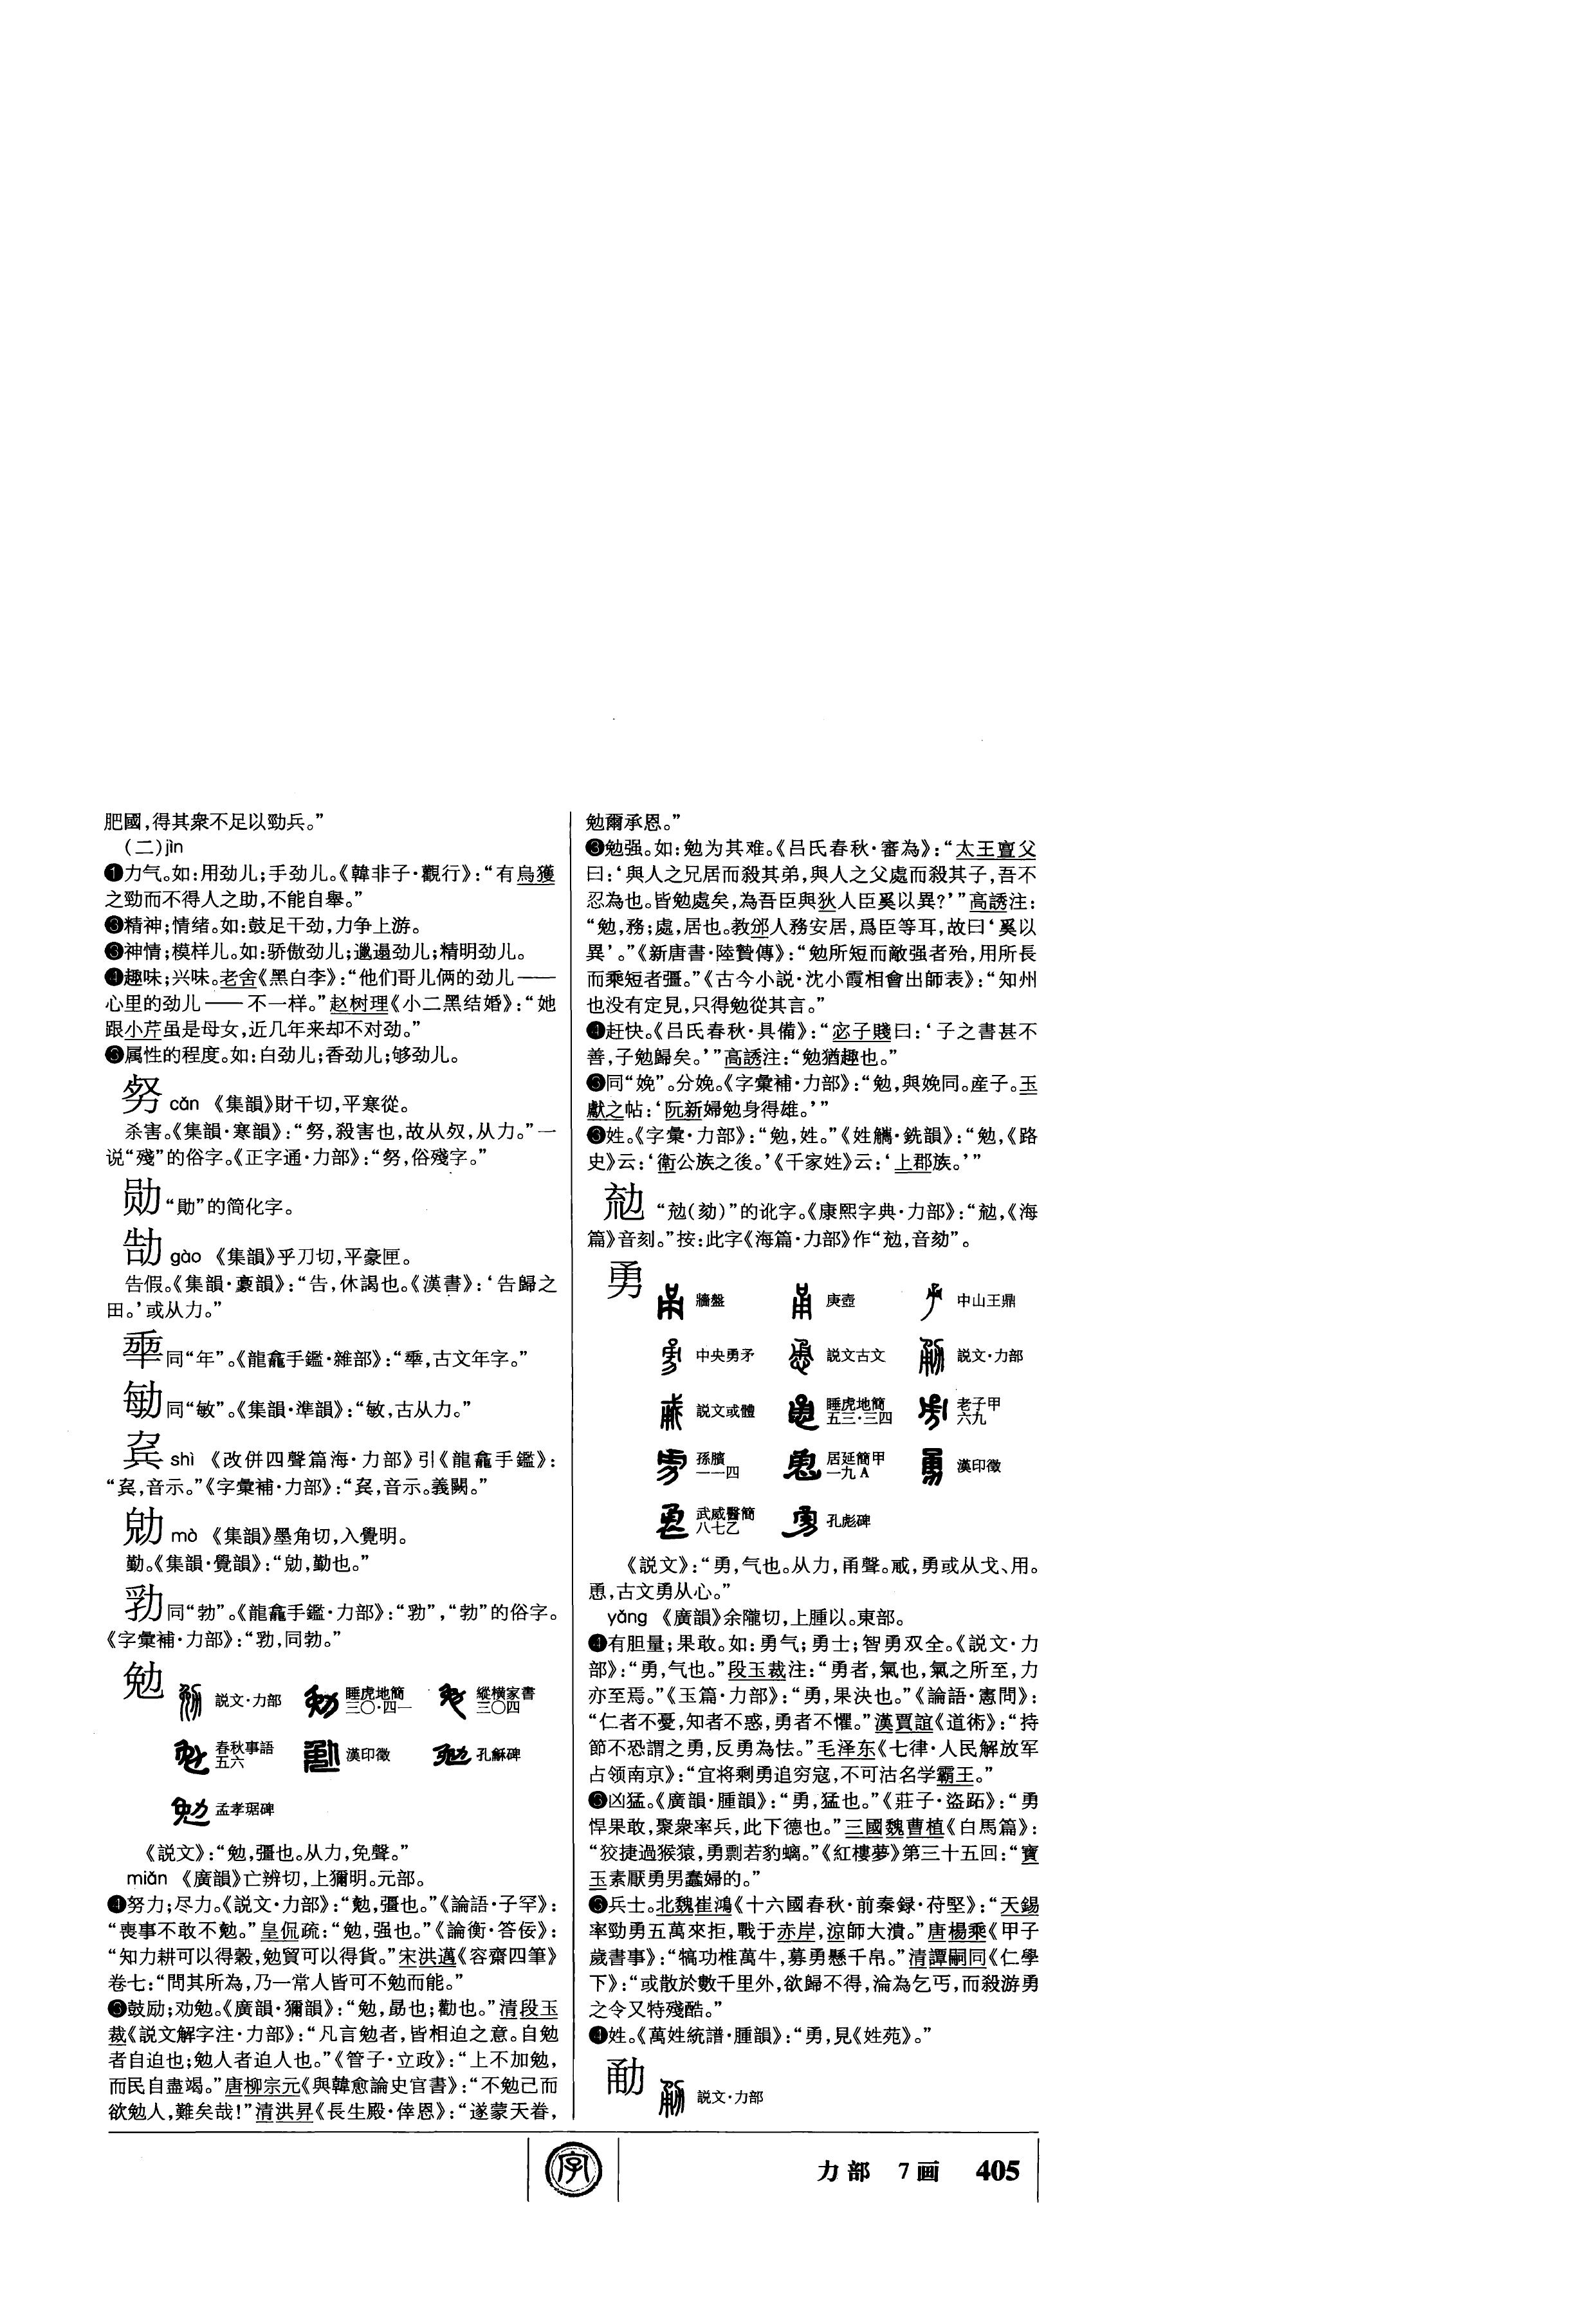 肥國，得其衆不足以勁兵。”
（二）jìn
❶力气。如：用劲儿；手劲儿。《韓非子·觀行》：“有烏獲
之勁而不得人之助，不能自舉。”
精神；情绪。如：鼓足干劲，力争上游。
❸神情；模样儿。如：骄傲劲儿；邋遢劲儿；精明劲儿。
❹趣味；兴味。老舍《黑白李》：“他们哥儿俩的劲儿——
心里的劲儿——不一样。”赵树理《小二黑结婚》：“她
跟小芹虽是母女，近几年来却不对劲。”
属性的程度。如：白劲儿；香劲儿；够劲儿。
cán 《集韻》財干切，平寒從。
杀害。《集韻·寒韻》：“，殺害也，故从㕡，从力。”一
说“殘”的俗字。《正字通·力部》：“，俗殘字。”
勋 “勛”的简化字。
勂 gào 《集韻》乎刀切，平豪匣。
告假。《集韻·豪韻》：“告，休謁也。《漢書》：‘告歸之
田。’或从力。”
同“年”。《龍龕手鑑·雜部》：“，古文年字。”
勄 同“敏”。《集韻·準韻》：“敏，古从力。”
shì 《改併四聲篇海·力部》引《龍龕手鑑》：
“，音示。”《字彙補·力部》：“，音示。義闕。”
mò 《集韻》墨角切，入覺明。
勤。《集韻·覺韻》：“，勤也。”
同“勃”。《龍龕手鑑·力部》：“”，“勃”的俗字。
《字彙補·力部》：“，同勃。”
勉 説文·力部 睡虎地簡三〇·四一 縱横家書三〇四
春秋事語五六 漢印徵 孔龢碑
孟孝琚碑
《説文》：“勉，彊也。从力，免聲。”
miǎn 《廣韻》亡辨切，上獮明。元部。
努力；尽力。《説文·力部》：“勉，彊也。”《論語·子罕》：
“喪事不敢不勉。”皇侃疏：“勉，强也。”《論衡·答佞》：
“知力耕可以得穀，勉貿可以得貨。”宋洪邁《容齋四筆》
卷七：“問其所為，乃一常人皆可不勉而能。”
鼓励；劝勉。《廣韻·獮韻》：“勉，勗也；勸也。”清段玉
裁《説文解字注·力部》：“凡言勉者，皆相迫之意。自勉
者自迫也；勉人者迫人也。”《管子·立政》：“上不加勉，
而民自盡竭。”唐柳宗元《與韓愈論史官書》：“不勉己而
欲勉人，難矣哉！”清洪昇《長生殿·倖恩》：“遂蒙天眷，
勉爾承恩。”
❸勉强。如：勉为其难。《吕氏春秋·審為》：“太王亶父
曰：‘與人之兄居而殺其弟，與人之父處而殺其子，吾不
忍為也。皆勉處矣，為吾臣與狄人臣奚以異？’”高誘注：
“勉，務；處，居也。教邠人務安居，爲臣等耳，故曰‘奚以
異’。”《新唐書·陸贄傳》：“勉所短而敵强者殆，用所長
而乘短者彊。”《古今小説·沈小霞相會出師表》：“知州
也没有定見，只得勉從其言。”
❹赶快。《吕氏春秋·具備》：“宓子賤曰：‘子之書甚不
善，子勉歸矣。’”高誘注：“勉猶趣也。”
同“娩”。分娩。《字彙補·力部》：“勉，與娩同。産子。王
獻之帖：‘阮新婦勉身得雄。’”
姓。《字彙·力部》：“勉，姓。”《姓觿·銑韻》：“勉，《路
史》云：‘衛公族之後。’《千家姓》云：‘上郡族。’”
“勊（劾）”的讹字。《康熙字典·力部》：“，《海
篇》音刻。”按：此字《海篇·力部》作“勊，音劾”。
勇 牆盤 庚壺 中山王鼎
中央勇矛 説文古文 説文·力部
説文或體 睡虎地簡五三·三四 老子甲六九
孫臏一一四 居延簡甲一九A 漢印徵
武威醫簡八七乙 孔彪碑
《説文》：“勇，气也。从力，甬聲。，勇或从戈、用。
恿，古文勇从心。”
yǒng 《廣韻》余隴切，上腫以。東部。
有胆量；果敢。如：勇气；勇士；智勇双全。《説文·力
部》：“勇，气也。”段玉裁注：“勇者，氣也，氣之所至，力
亦至焉。”《玉篇·力部》：“勇，果決也。”《論語·憲問》：
“仁者不憂，知者不惑，勇者不懼。”漢賈誼《道術》：“持
節不恐謂之勇，反勇為怯。”毛泽东《七律·人民解放军
占领南京》：“宜将剩勇追穷寇，不可沽名学霸王。”
凶猛。《廣韻·腫韻》：“勇，猛也。”《莊子·盜跖》：“勇
悍果敢，聚衆率兵，此下德也。”三國魏曹植《白馬篇》：
“狡捷過猴猿，勇剽若豹螭。”《紅樓夢》第三十五回：“寶
玉素厭勇男蠢婦的。”
❸兵士。北魏崔鴻《十六國春秋·前秦録·苻堅》：“天錫
率勁勇五萬來拒，戰于赤岸，涼師大潰。”唐楊乘《甲子
歲書事》：“犒功椎萬牛，募勇懸千帛。”清譚嗣同《仁學
下》：“或散於數千里外，欲歸不得，淪為乞丐，而殺游勇
之令又特殘酷。”
❹姓。《萬姓統譜·腫韻》：“勇，見《姓苑》。”
勈 説文·力部
字
力部 7画 405